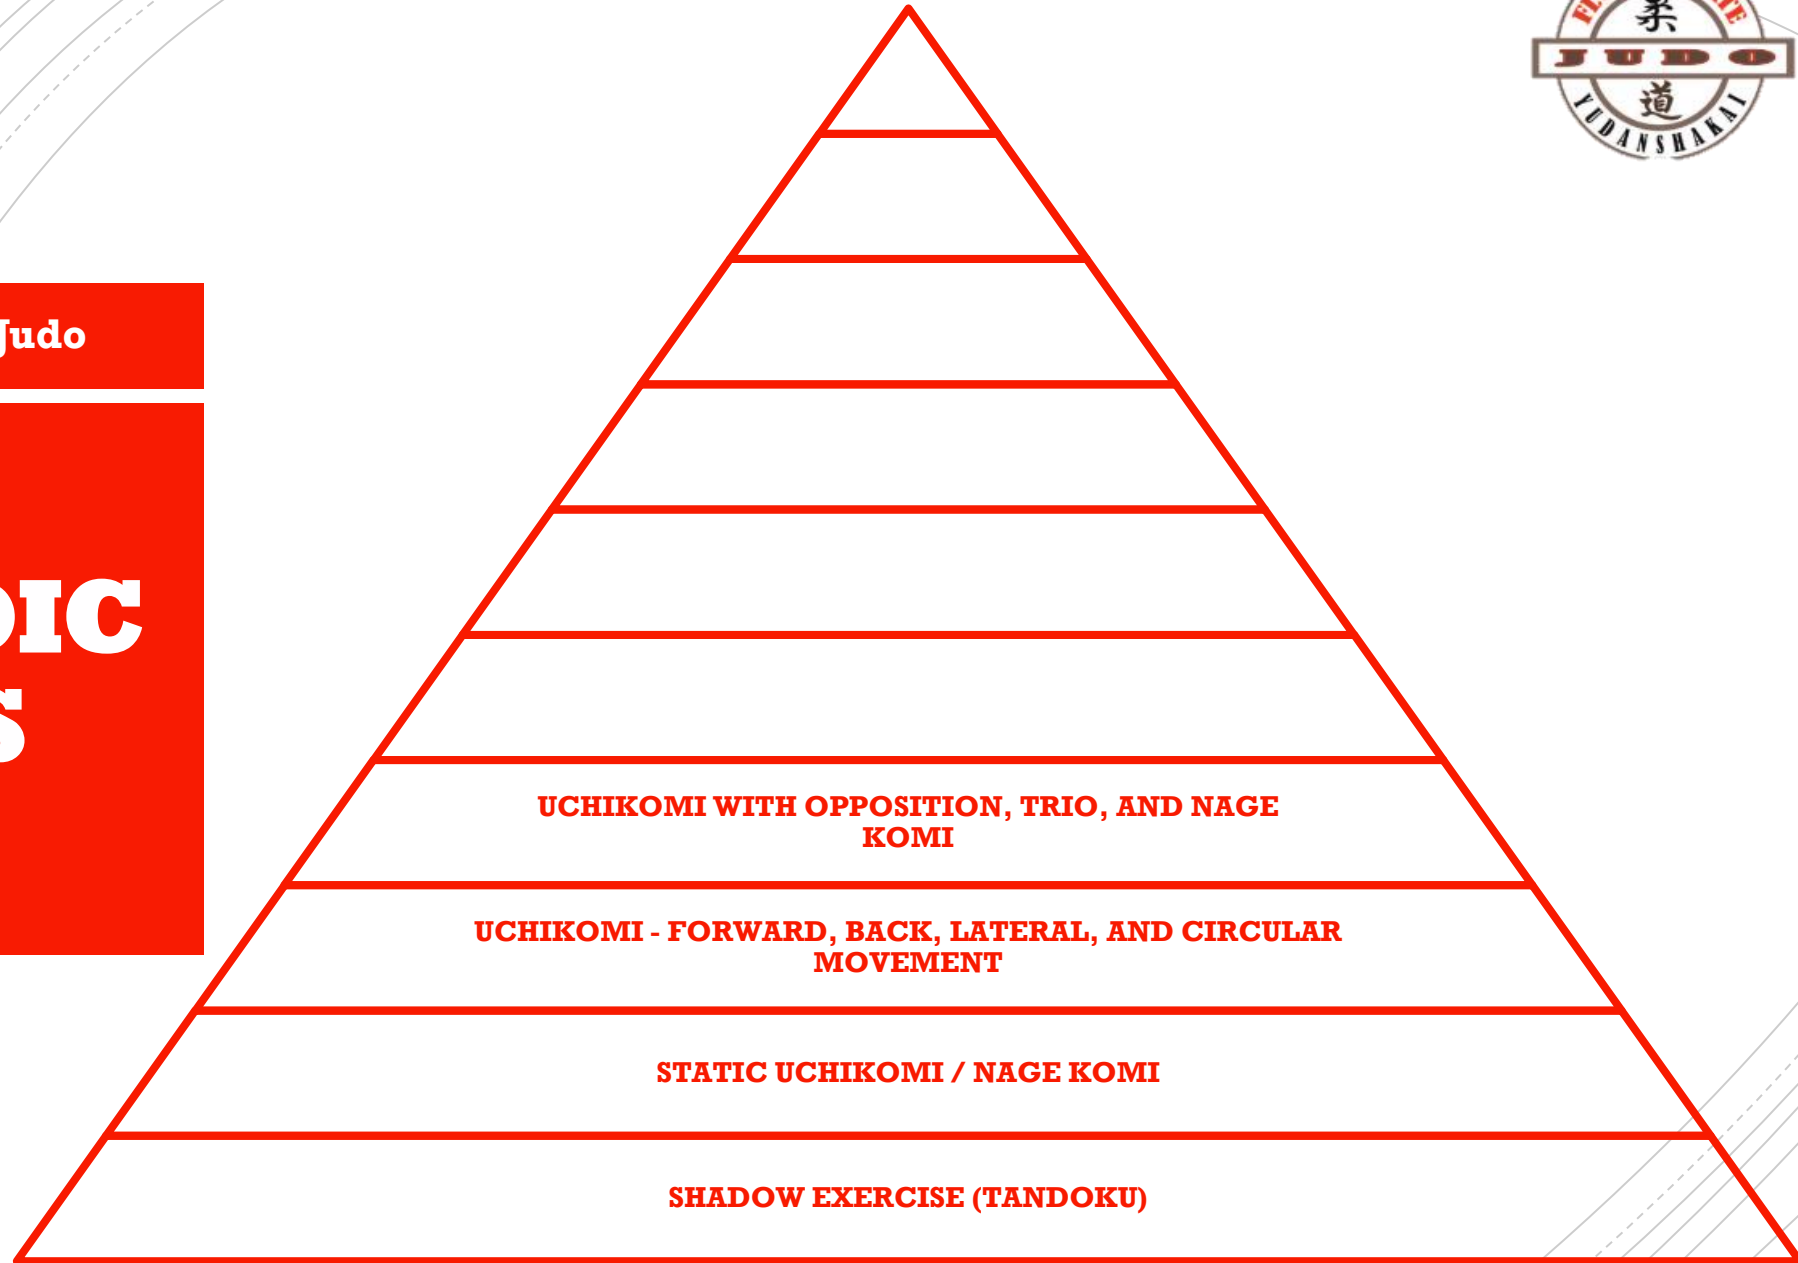 柔
JUDO
道
YUDANSHAKAI
Judo
UCHIKOMI WITH OPPOSITION, TRIO, AND NAGE
KOMI
UCHIKOMI - FORWARD, BACK, LATERAL, AND CIRCULAR
MOVEMENT
STATIC UCHIKOMI / NAGE KOMI
SHADOW EXERCISE (TANDOKU)